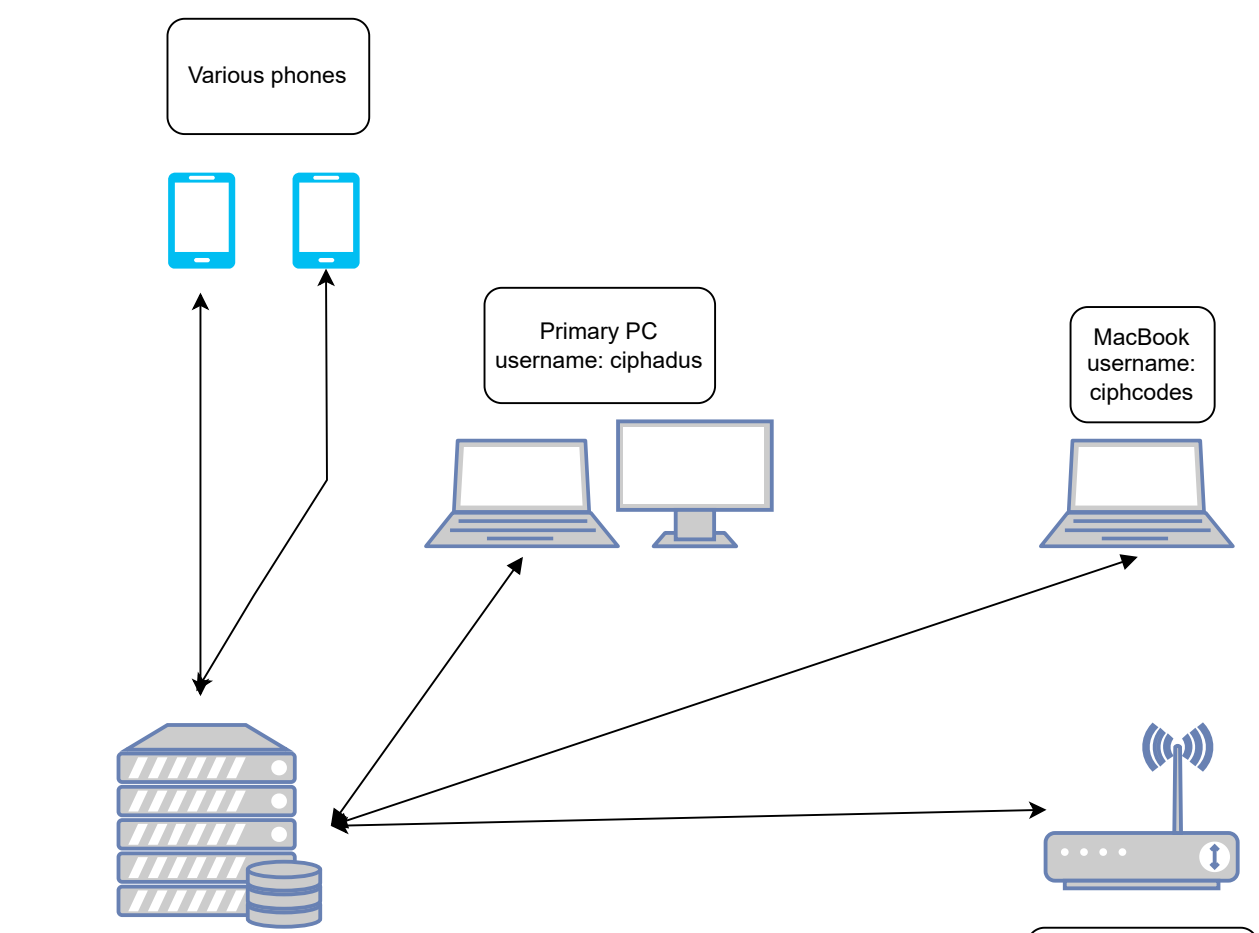 Various phones
Primary PC
username: ciphadus
MacBook
username:
ciphcodes